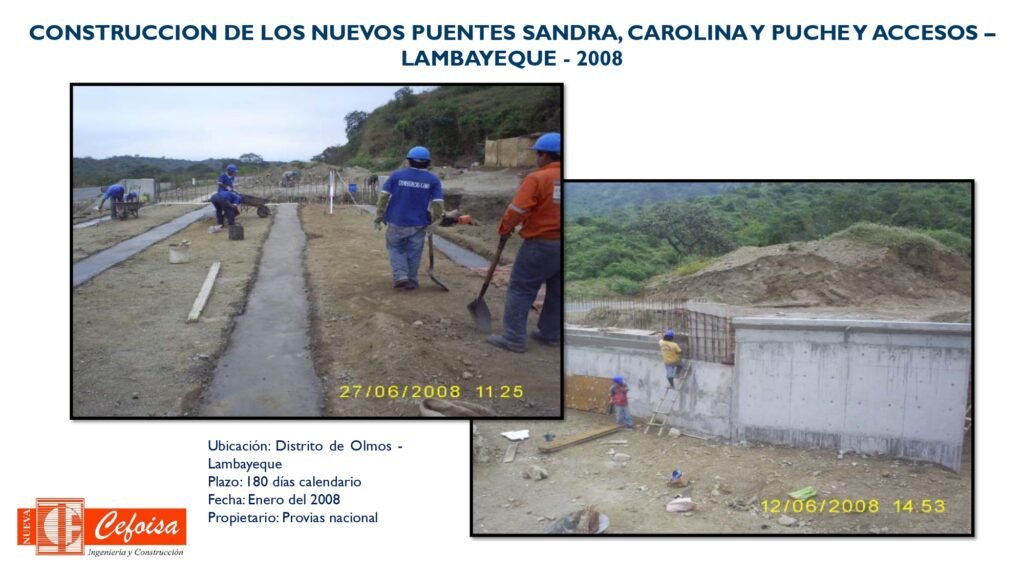 CONSTRUCCION DE LOS NUEVOS PUENTES SANDRA, CAROLINA Y PUCHE Y ACCESOS –
LAMBAYEQUE - 2008
27/06/2008 11:25
12/06/2008 14:53
Ubicación: Distrito de Olmos -
Lambayeque
Plazo: 180 días calendario
Fecha: Enero del 2008
Propietario: Provias nacional
NUEVA
Cefoisa
Ingeniería y Construcción